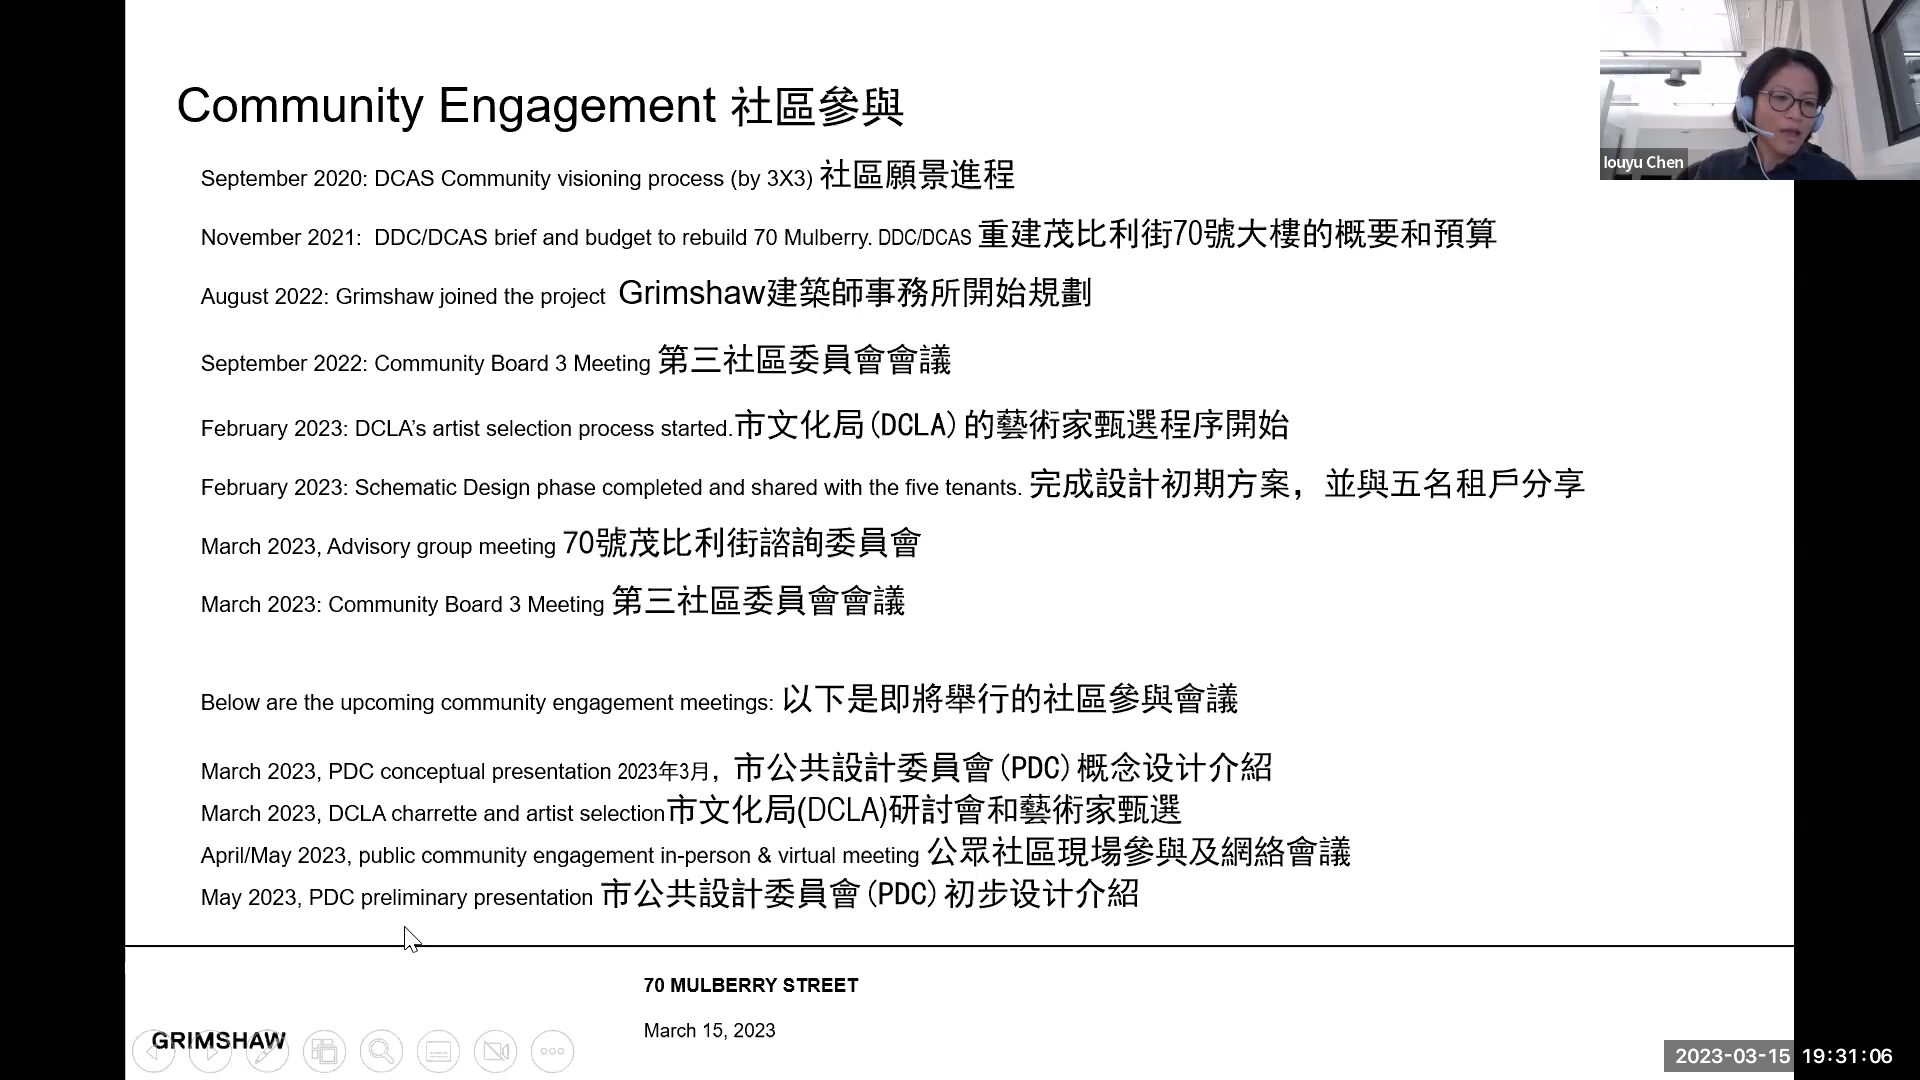 Community Engagement 社區參與
September 2020: DCAS Community visioning process (by 3X3) 社區願景進程
November 2021:  DDC/DCAS brief and budget to rebuild 70 Mulberry. DDC/DCAS 重建茂比利街70號大樓的概要和預算
August 2022: Grimshaw joined the project  Grimshaw建築師事務所開始規劃
September 2022: Community Board 3 Meeting 第三社區委員會會議
February 2023: DCLA’s artist selection process started.市文化局(DCLA)的藝術家甄選程序開始
February 2023: Schematic Design phase completed and shared with the five tenants. 完成設計初期方案，並與五名租戶分享
March 2023, Advisory group meeting 70號茂比利街諮詢委員會
March 2023: Community Board 3 Meeting 第三社區委員會會議
Below are the upcoming community engagement meetings: 以下是即將舉行的社區參與會議
March 2023, PDC conceptual presentation 2023年3月，市公共設計委員會(PDC)概念设计介紹
March 2023, DCLA charrette and artist selection市文化局(DCLA)研討會和藝術家甄選
April/May 2023, public community engagement in-person & virtual meeting 公眾社區現場參與及網絡會議
May 2023, PDC preliminary presentation 市公共設計委員會(PDC)初步设计介紹
70 MULBERRY STREET
GRIMSHAW
March 15, 2023
louyu Chen
2023-03-15 19:31:06